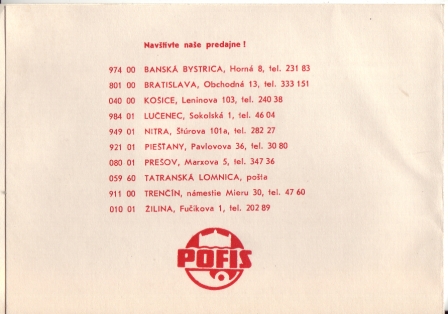 Navštívte naše predajne!
974 00 BANSKÁ BYSTRICA, Horná 8, tel. 231 83
801 00 BRATISLAVA, Obchodná 13, tel. 333 151
040 00 KOSICE, Leninova 103, tel. 240 38
984 01 LUČENEC, Sokolská 1, tel. 46 04
949 01 NITRA, Štúrova 101a, tel. 282 27
921 01 PIEŠŤANY, Pavlovova 36, tel. 30 80
080 01 PREŠOV, Marxova 5, tel. 347 36
059 60 TATRANSKÁ LOMNICA, pošta
911 00 TRENČÍN, námestie Mieru 30, tel. 47 60
010 01 ŽILINA, Fučíkova 1, tel. 202 89
POFIS